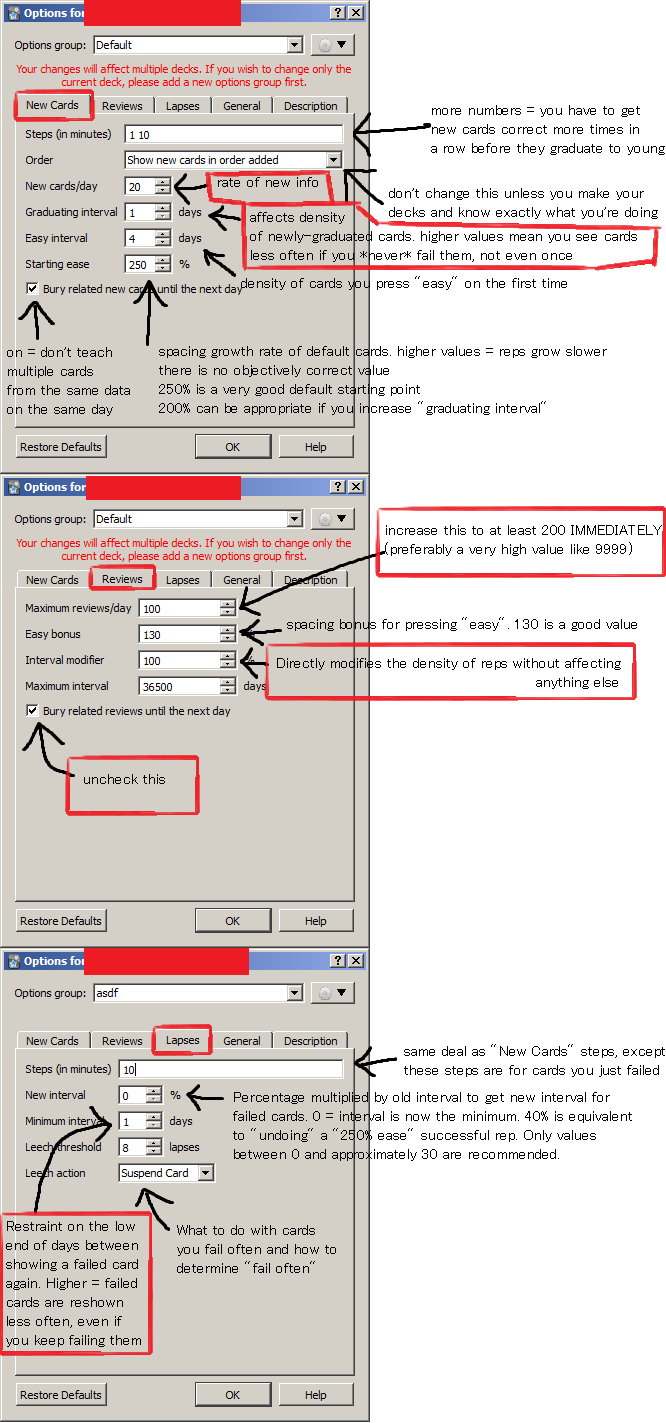 Options for
Options group: Default
Your changes will affect multiple decks. If you wish to change only the
current deck, please add a new options group first.
New Cards Reviews Lapses General Description
Steps (in minutes) 1 10
more numbers = you have to get
new cards correct more times in
a row before they graduate to young
Order Show new cards in order added
don't change this unless you make your
decks and know exactly what you're doing
New cards/day 20
rate of new info
Graduating interval 1 days
affects density
of newly-graduated cards. higher values mean you see cards
less often if you *never* fail them, not even once
Easy interval 4 days
density of cards you press "easy" on the first time
Starting ease 250 %
Bury related new cards until the next day
on = don't teach
multiple cards
from the same data
on the same day
spacing growth rate of default cards. higher values = reps grow slower
there is no objectively correct value
250% is a very good default starting point
200% can be appropriate if you increase "graduating interval"
Restore Defaults OK Help
Options for
Options group: Default
Your changes will affect multiple decks. If you wish to change only the
current deck, please add a new options group first.
New Cards Reviews Lapses General Description
increase this to at least 200 IMMEDIATELY
(preferably a very high value like 9999)
Maximum reviews/day 100
Easy bonus 130
spacing bonus for pressing "easy". 130 is a good value
Interval modifier 100
Directly modifies the density of reps without affecting
anything else
Maximum interval 36500 days
Bury related reviews until the next day
uncheck this
Restore Defaults OK Help
Options for
Options group: asdf
New Cards Reviews Lapses General Description
Steps (in minutes) 10
same deal as "New Cards" steps, except
these steps are for cards you just failed
New interval 0 %
Percentage multiplied by old interval to get new interval for
failed cards. 0 = interval is now the minimum. 40% is equivalent
to "undoing" a "250% ease" successful rep. Only values
between 0 and approximately 30 are recommended.
Minimum interval 1 days
Leech threshold 8 lapses
Leech action Suspend Card
Restraint on the low
end of days between
showing a failed card
again. Higher = failed
cards are reshown
less often, even if
you keep failing them
What to do with cards
you fail often and how to
determine "fail often"
Restore Defaults OK Help